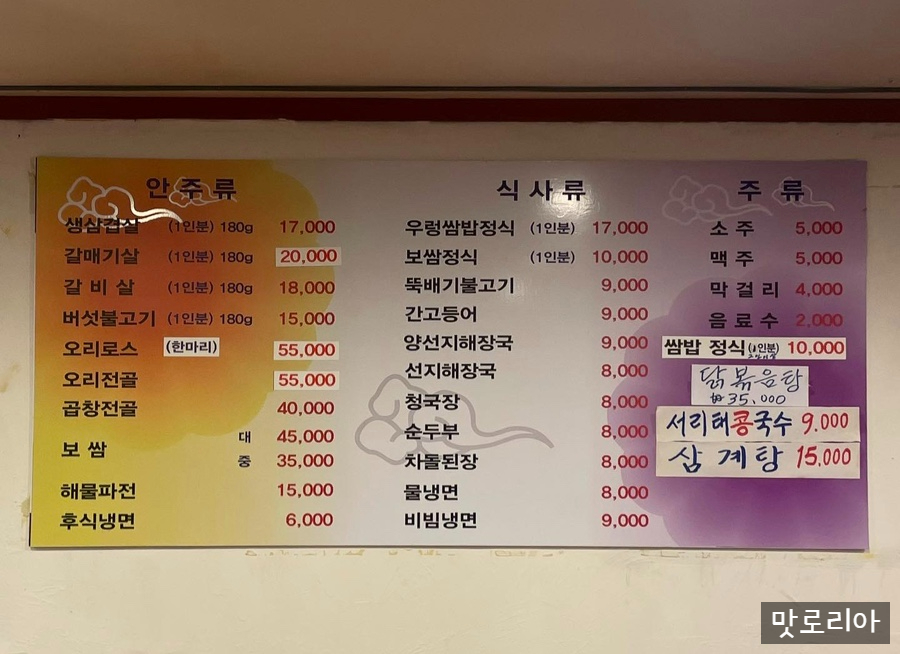 안주류
생삼겹살 (1인분) 180g 17,000
갈매기살 (1인분) 180g 20,000
갈비살 (1인분) 180g 18,000
버섯불고기 (1인분) 180g 15,000
오리로스 (한마리) 55,000
오리전골 55,000
곱창전골 40,000
보쌈 대 45,000
중 35,000
해물파전 15,000
후식냉면 6,000
식사류
우렁쌈밥정식 (1인분) 17,000
보쌈정식 (1인분) 10,000
뚝배기불고기 9,000
간고등어 9,000
양선지해장국 9,000
선지해장국 8,000
청국장 8,000
순두부 8,000
차돌된장 8,000
물냉면 8,000
비빔냉면 9,000
주류
소주 5,000
맥주 5,000
막걸리 4,000
음료수 2,000
쌈밥 정식 (1인분) 10,000
닭볶음탕
₩35,000
서리태콩국수 9.000
삼계탕 15,000
맛로리아